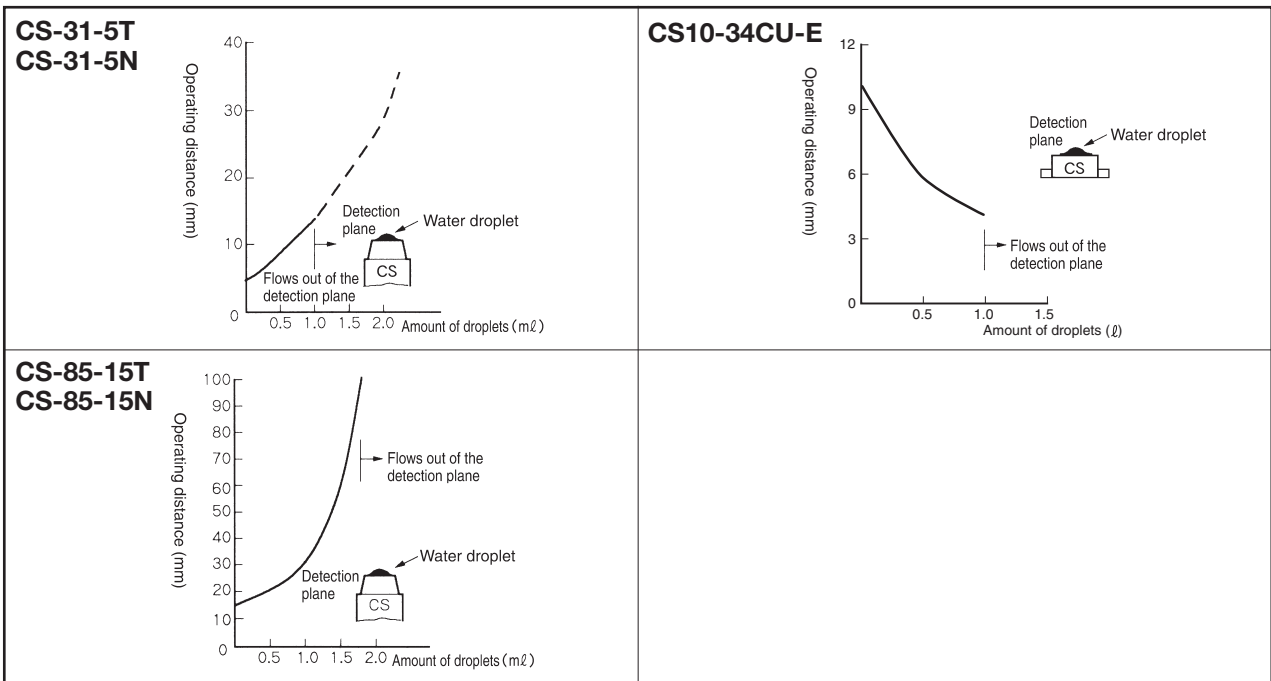 CS-31-5T
CS-31-5N
Operating distance (mm)
40
30
20
10
0
Detection
plane
Water droplet
CS
Flows out of the
detection plane
0.5 1.0 1.5 2.0 Amount of droplets (mℓ)
CS10-34CU-E
Operating distance (mm)
12
9
6
3
0
Detection
plane
Water droplet
CS
Flows out of the
detection plane
0.5 1.0 1.5
Amount of droplets (ℓ)
CS-85-15T
CS-85-15N
Operating distance (mm)
100
90
80
70
60
50
40
30
20
10
0
Flows out of the
detection plane
Water droplet
Detection
plane
CS
0.5 1.0 1.5 2.0 Amount of droplets (mℓ)